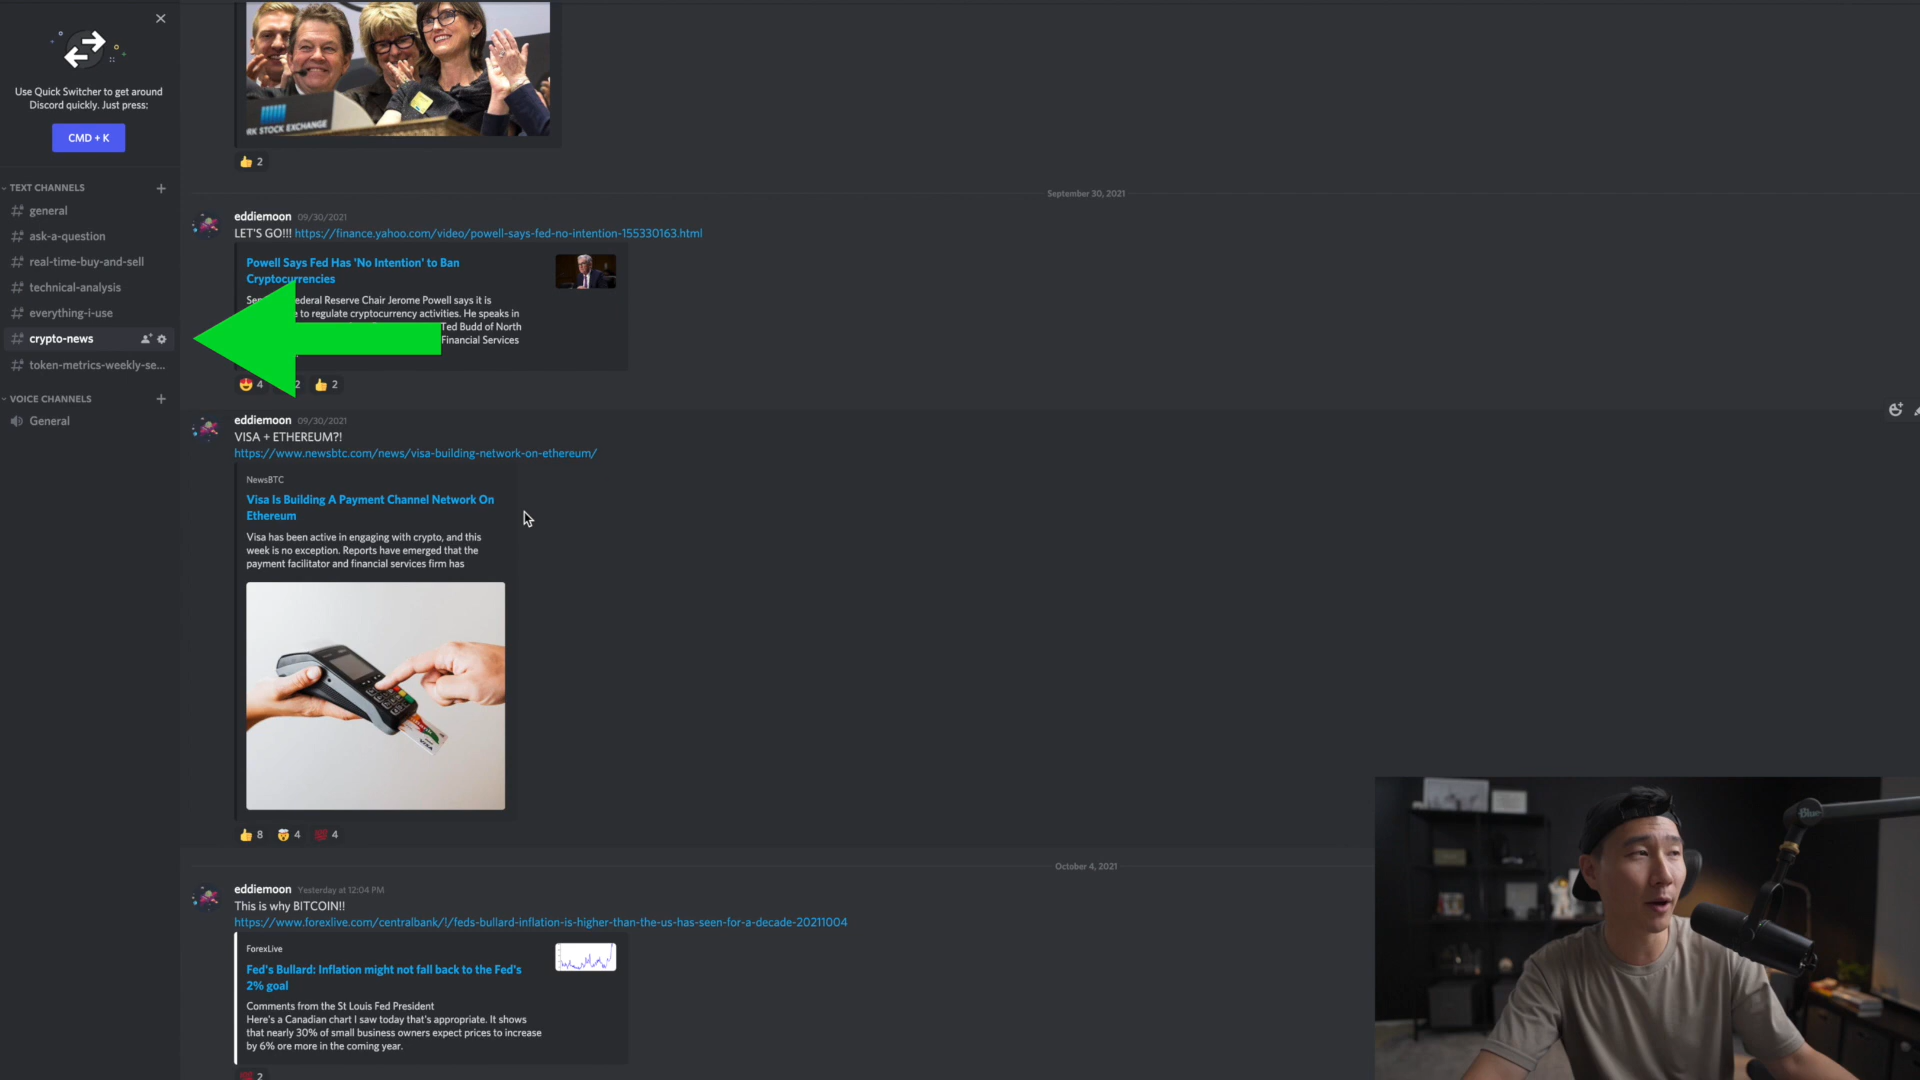 Use Quick Switcher to get around
Discord quickly. Just press:
CMD + K
TEXT CHANNELS
general
ask-a-question
real-time-buy-and-sell
technical-analysis
everything-i-use
crypto-news
token-metrics-weekly-se...
VOICE CHANNELS
General
RK STOCK EXCHANGE
2
September 30, 2021
eddiemoon 09/30/2021
LET'S GO!!! https://finance.yahoo.com/video/powell-says-fed-no-intention-155330163.html
Powell Says Fed Has 'No Intention' to Ban
Cryptocurrencies
ederal Reserve Chair Jerome Powell says it is
e to regulate cryptocurrency activities. He speaks in
Ted Budd of North
Financial Services
4 2 2
eddiemoon 09/30/2021
VISA + ETHEREUM?!
https://www.newsbtc.com/news/visa-building-network-on-ethereum/
NewsBTC
Visa Is Building A Payment Channel Network On
Ethereum
Visa has been active in engaging with crypto, and this
week is no exception. Reports have emerged that the
payment facilitator and financial services firm has
VISA
8 4 4
October 4, 2021
eddiemoon Yesterday at 12:04 PM
This is why BITCOIN!!
https://www.forexlive.com/centralbank/!/feds-bullard-inflation-is-higher-than-the-us-has-seen-for-a-decade-20211004
ForexLive
Fed's Bullard: Inflation might not fall back to the Fed's
2% goal
Comments from the St Louis Fed President
Here's a Canadian chart I saw today that's appropriate. It shows
that nearly 30% of small business owners expect prices to increase
by 6% ore more in the coming year.
2
Blue